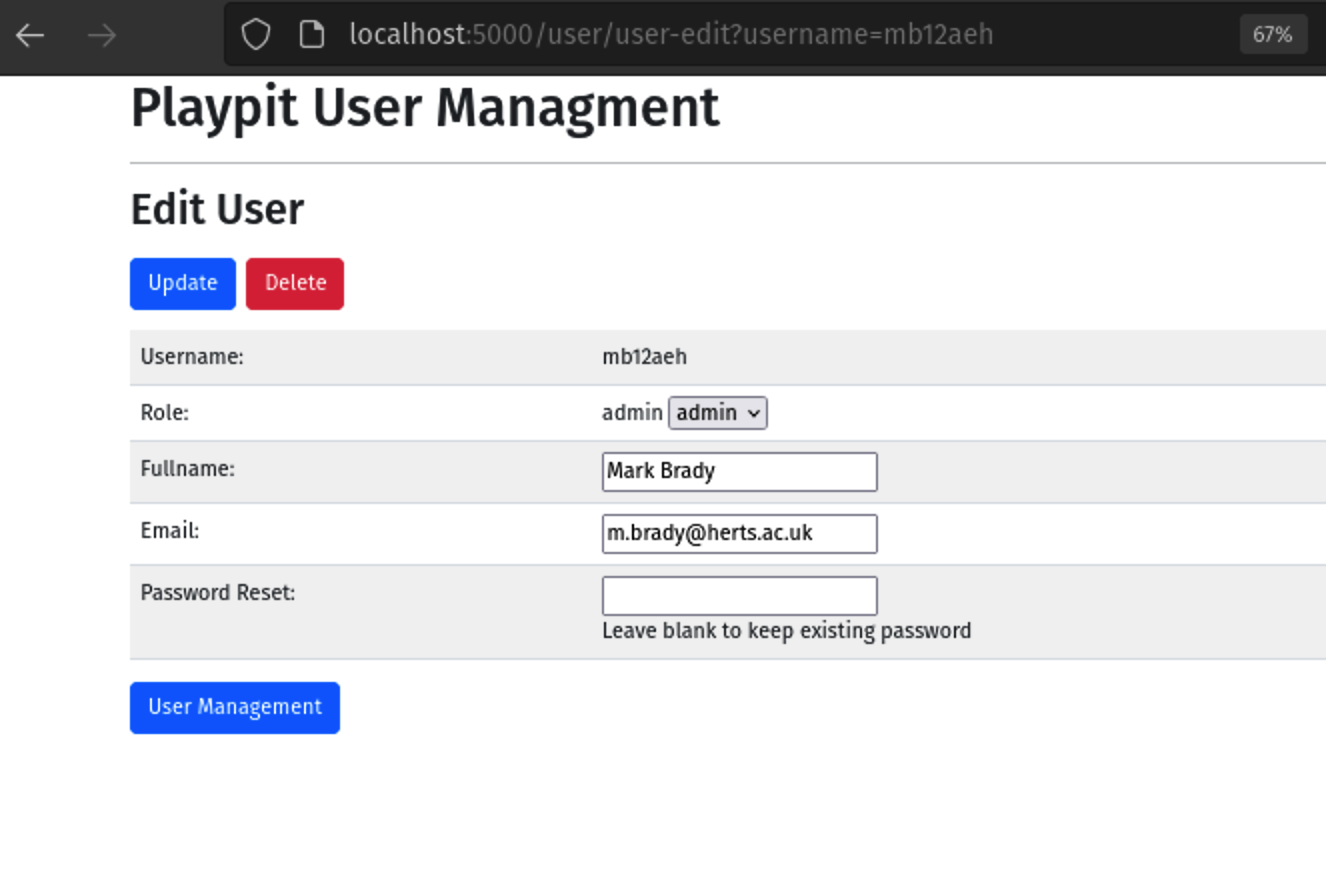 localhost:5000/user/user-edit?username=mb12aeh 67%
Playpit User Managment
Edit User
Update Delete
Username: mb12aeh
Role: admin admin
Fullname: Mark Brady
Email: m.brady@herts.ac.uk
Password Reset:
Leave blank to keep existing password
User Management